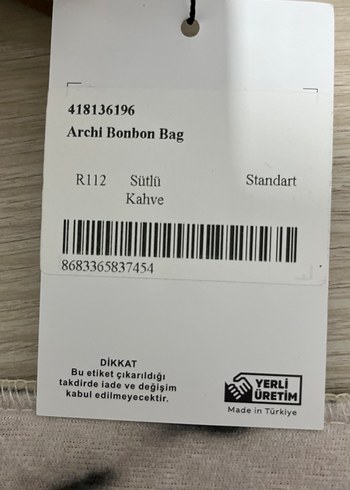 418136196
Archi Bonbon Bag
R112 Sütlü Standart
Kahve
8683365837454
DİKKAT
Bu etiket çıkarıldığı
takdirde iade ve değişim
kabul edilmeyecektir.
YERLİ
ÜRETİM
Made in Türkiye